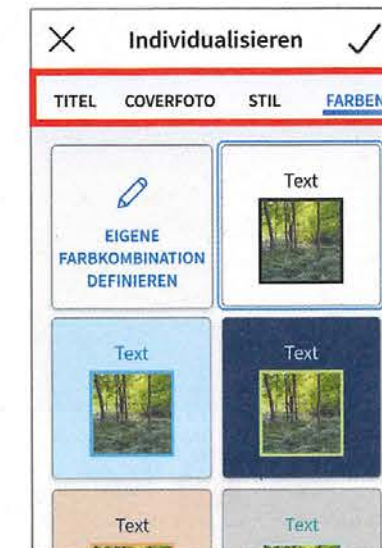 Individualisieren
TITEL COVERFOTO STIL FARBEN
EIGENE
FARBKOMBINATION
DEFINIEREN
Text
Text
Text
Text
Text